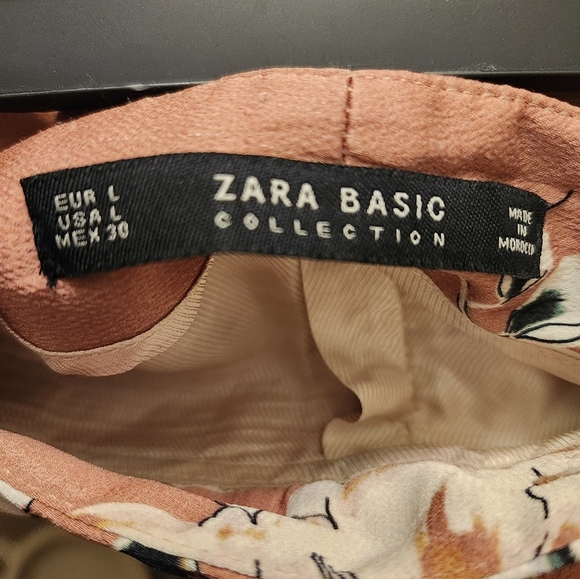 EUR L
USA L
MEX 30
ZARA BASIC
COLLECTION
MADE
IN
MOROCCO